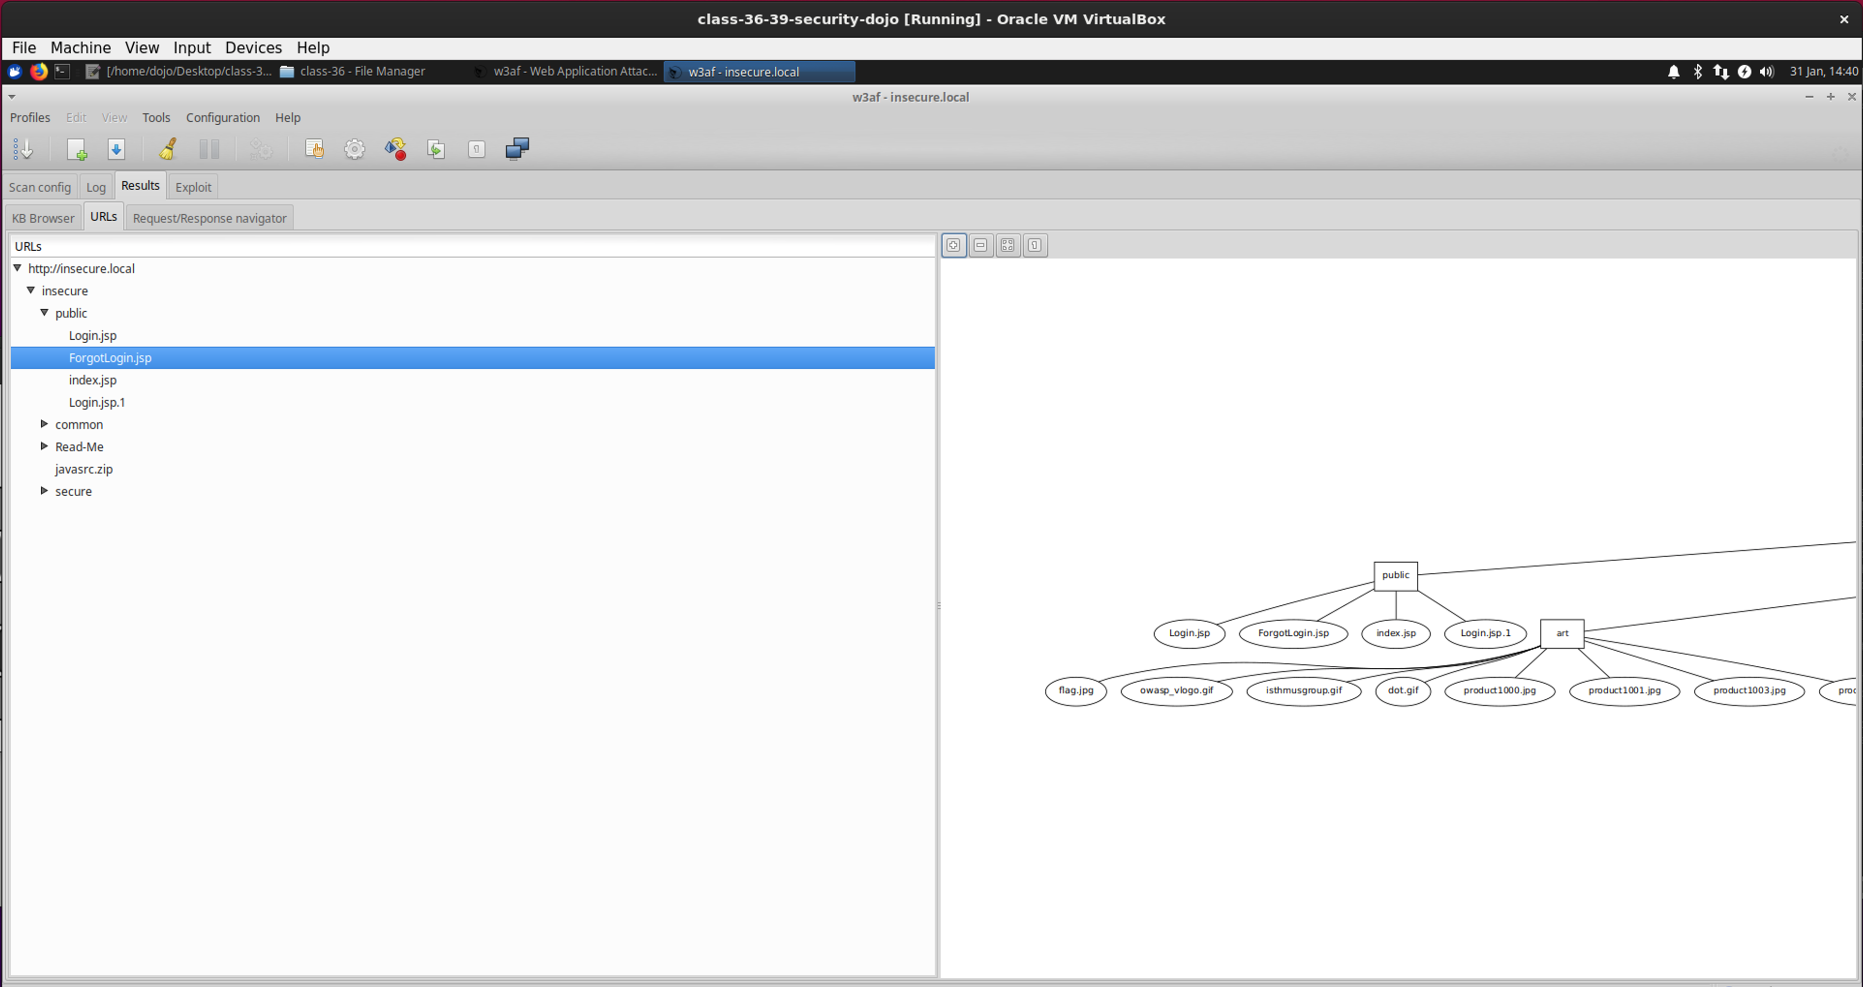 class-36-39-security-dojo [Running] - Oracle VM VirtualBox
File Machine View Input Devices Help
[/home/dojo/Desktop/class-3... class-36 - File Manager w3af - Web Application Attac... w3af - insecure.local 31 Jan, 14:40
w3af - insecure.local
Profiles Edit View Tools Configuration Help
Scan config Log Results Exploit
KB Browser URLs Request/Response navigator
URLs
http://insecure.local
insecure
public
Login.jsp
ForgotLogin.jsp
index.jsp
Login.jsp.1
common
Read-Me
javasrc.zip
secure
public
Login.jsp ForgotLogin.jsp index.jsp Login.jsp.1 art
flag.jpg owasp_vlogo.gif isthmusgroup.gif dot.gif product1000.jpg product1001.jpg product1003.jpg